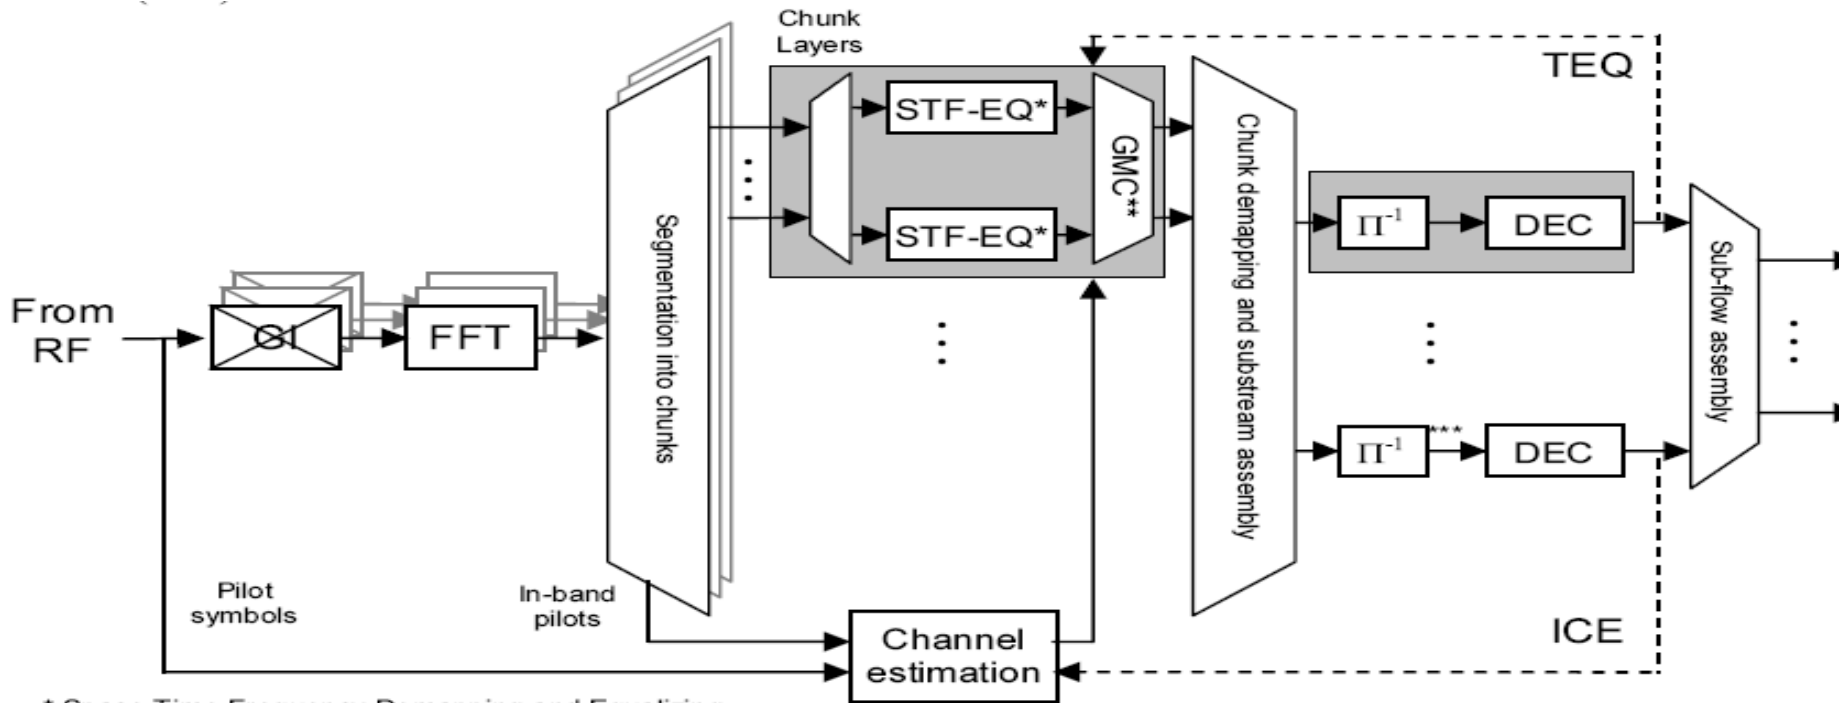 Chunk
Layers
TEQ
STF-EQ*
GMC**
STF-EQ*
Segmentation into chunks
Chunk demapping and substream assembly
Π-1
DEC
Sub-flow assembly
From
RF
GI
FFT
Π-1
***
DEC
Pilot
symbols
In-band
pilots
Channel
estimation
ICE